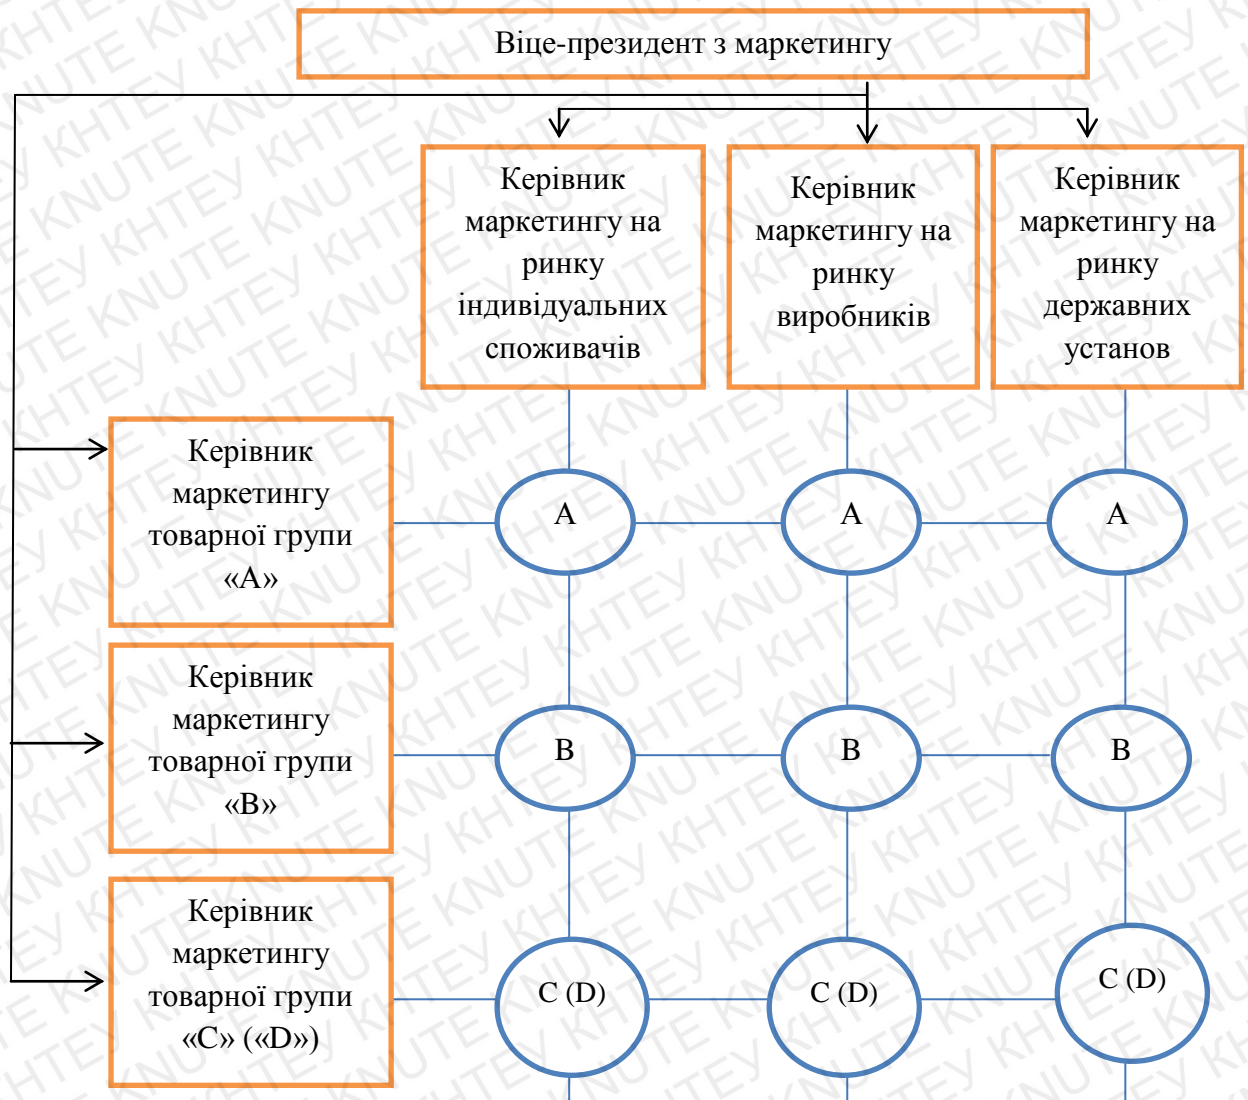 Віце-президент з маркетингу
Керівник
маркетингу на
ринку
індивідуальних
споживачів
Керівник
маркетингу на
ринку
виробників
Керівник
маркетингу на
ринку
державних
установ
Керівник
маркетингу
товарної групи
«А»
А
А
А
Керівник
маркетингу
товарної групи
«В»
В
В
В
Керівник
маркетингу
товарної групи
«С» («D»)
С (D)
С (D)
С (D)